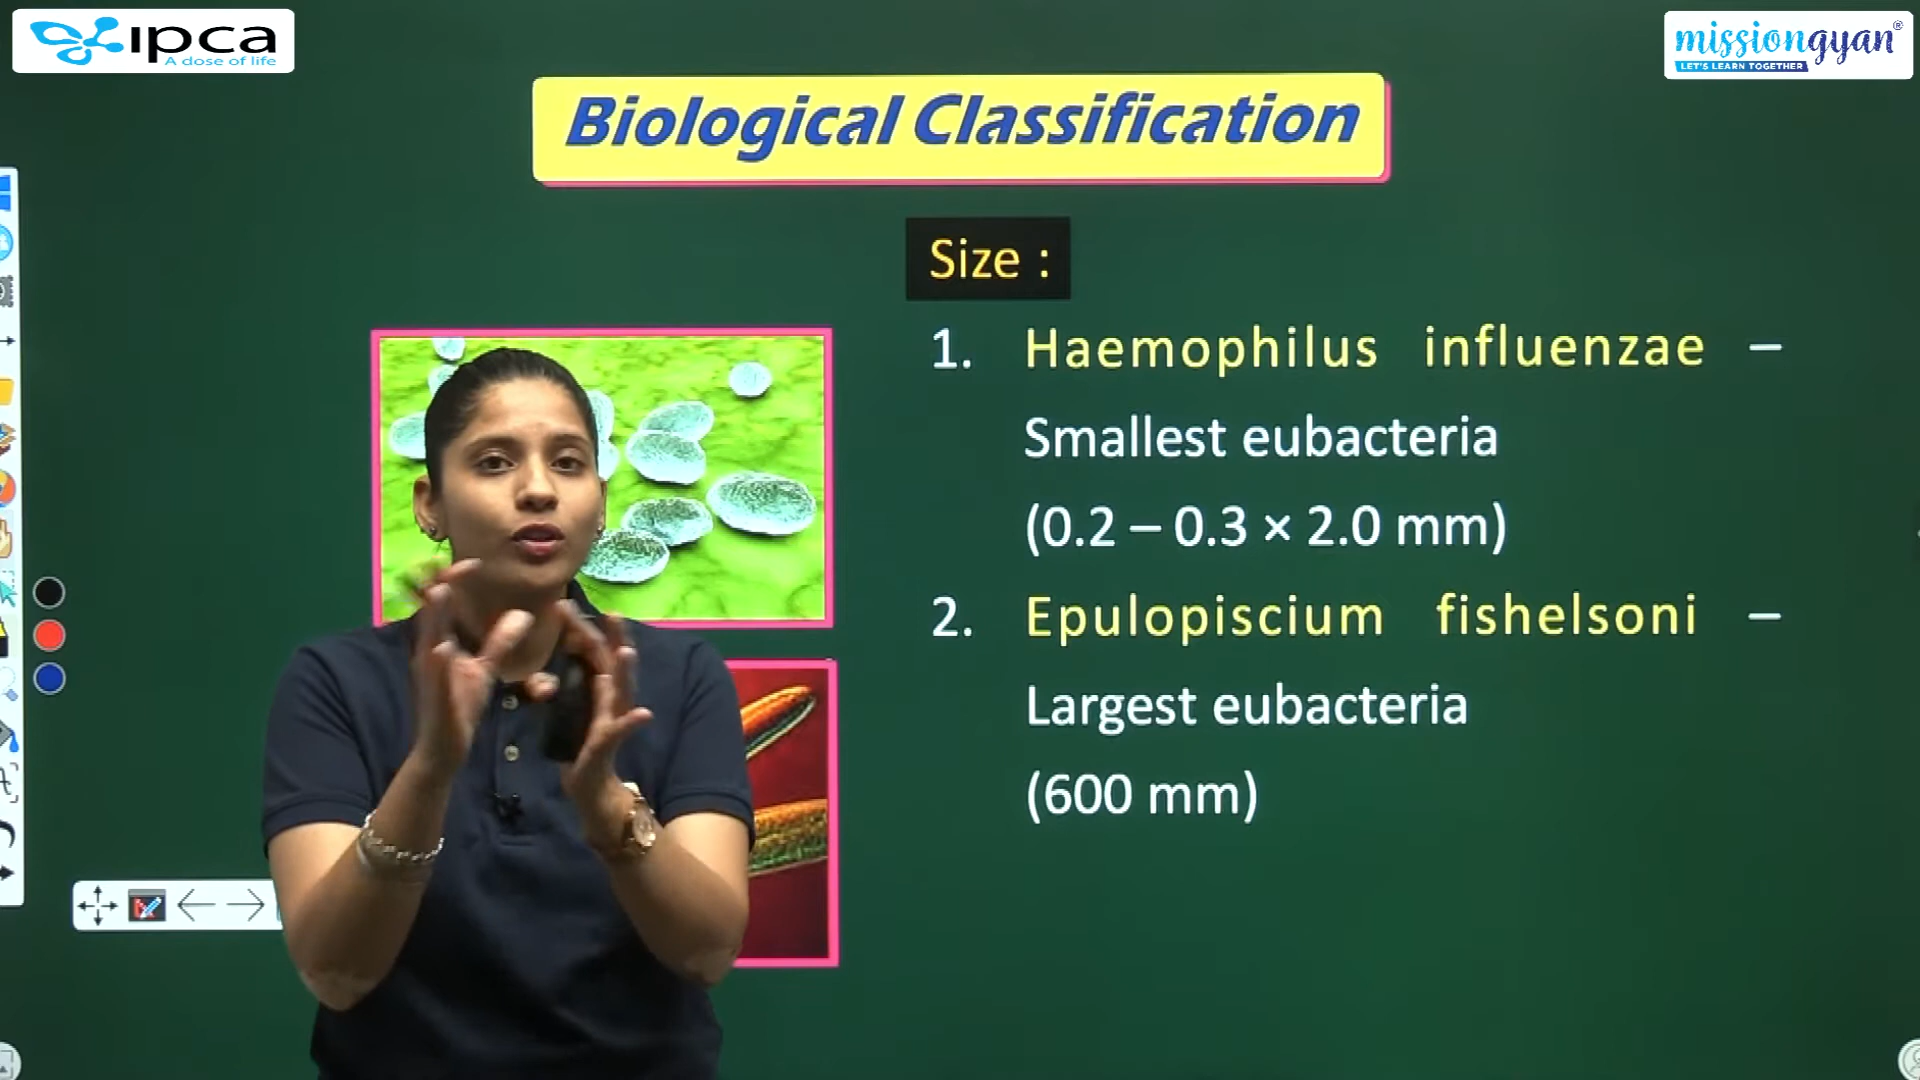 ipca
A dose of life
missiongyan®
LET'S LEARN TOGETHER
Biological Classification
Size :
1. Haemophilus influenzae –
Smallest eubacteria
(0.2 – 0.3 × 2.0 mm)
2. Epulopiscium fishelsoni –
Largest eubacteria
(600 mm)